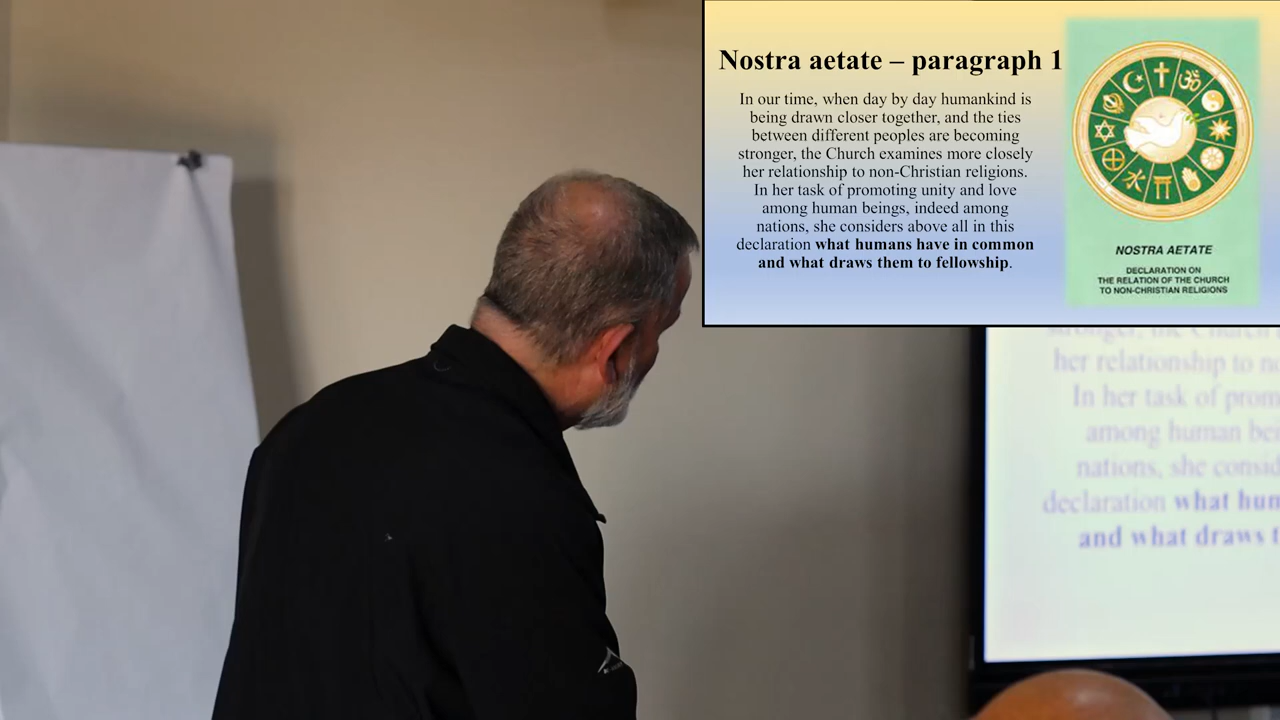 Nostra aetate – paragraph 1
In our time, when day by day humankind is
being drawn closer together, and the ties
between different peoples are becoming
stronger, the Church examines more closely
her relationship to non-Christian religions.
In her task of promoting unity and love
among human beings, indeed among
nations, she considers above all in this
declaration what humans have in common
and what draws them to fellowship.
NOSTRA AETATE
DECLARATION ON
THE RELATION OF THE CHURCH
TO NON-CHRISTIAN RELIGIONS
stronger, the Church
her relationship to
In her task of
among human
nations, she
declaration what
and what draws